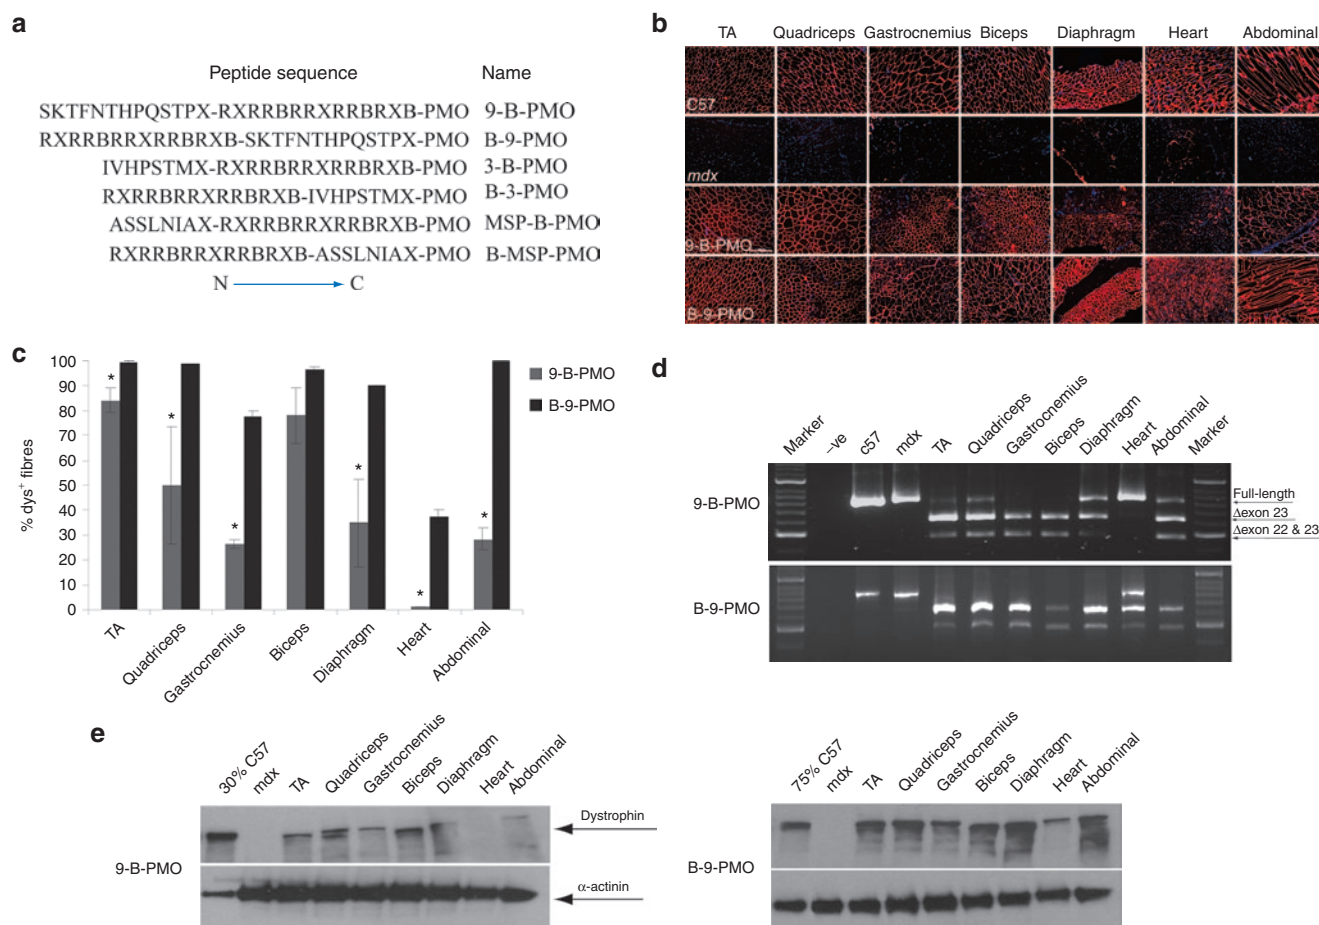 a
Peptide sequence Name
SKTFNTHPQSTPX-RXRRBRRXRRBRXB-PMO 9-B-PMO
RXRRBRRXRRBRXB-SKTFNTHPQSTPX-PMO B-9-PMO
IVHPSTMX-RXRRBRRXRRBRXB-PMO 3-B-PMO
RXRRBRRXRRBRXB-IVHPSTMX-PMO B-3-PMO
ASSLNIAX-RXRRBRRXRRBRXB-PMO MSP-B-PMO
RXRRBRRXRRBRXB-ASSLNIAX-PMO B-MSP-PMO
N C
b
TA Quadriceps Gastrocnemius Biceps Diaphragm Heart Abdominal
C57
mdx
9-B-PMO
B-9-PMO
c
% dys+ fibres
100
90
80
70
60
50
40
30
20
10
0
* * * * * *
9-B-PMO
B-9-PMO
TA Quadriceps Gastrocnemius Biceps Diaphragm Heart Abdominal
d
Marker –ve c57 mdx TA Quadriceps Gastrocnemius Biceps Diaphragm Heart Abdominal Marker
9-B-PMO
Full-length
Δexon 23
Δexon 22 & 23
B-9-PMO
e
30% C57 mdx TA Quadriceps Gastrocnemius Biceps Diaphragm Heart Abdominal
Dystrophin
9-B-PMO
α-actinin
75% C57 mdx TA Quadriceps Gastrocnemius Biceps Diaphragm Heart Abdominal
B-9-PMO